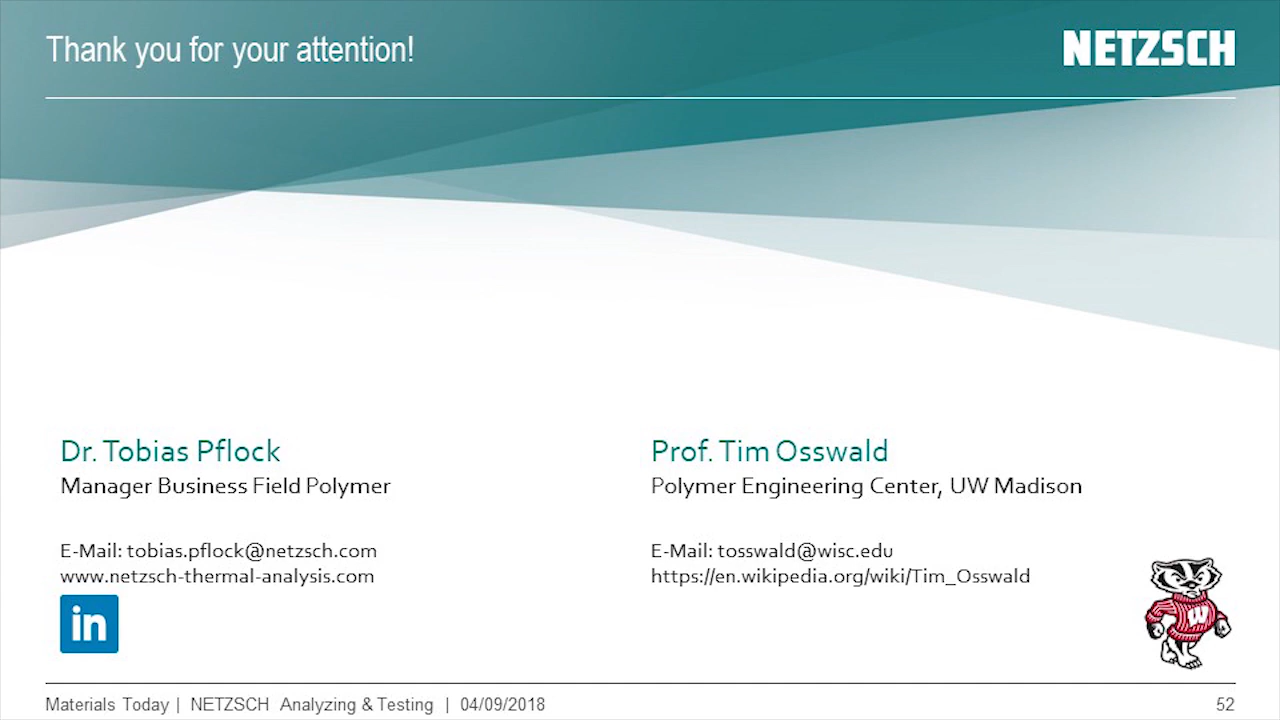 Thank you for your attention!
NETZSCH
Dr. Tobias Pflock
Manager Business Field Polymer
E-Mail: tobias.pflock@netzsch.com
www.netzsch-thermal-analysis.com
in
Prof. Tim Osswald
Polymer Engineering Center, UW Madison
E-Mail: tosswald@wisc.edu
https://en.wikipedia.org/wiki/Tim_Osswald
W
Materials Today | NETZSCH Analyzing & Testing | 04/09/2018
52